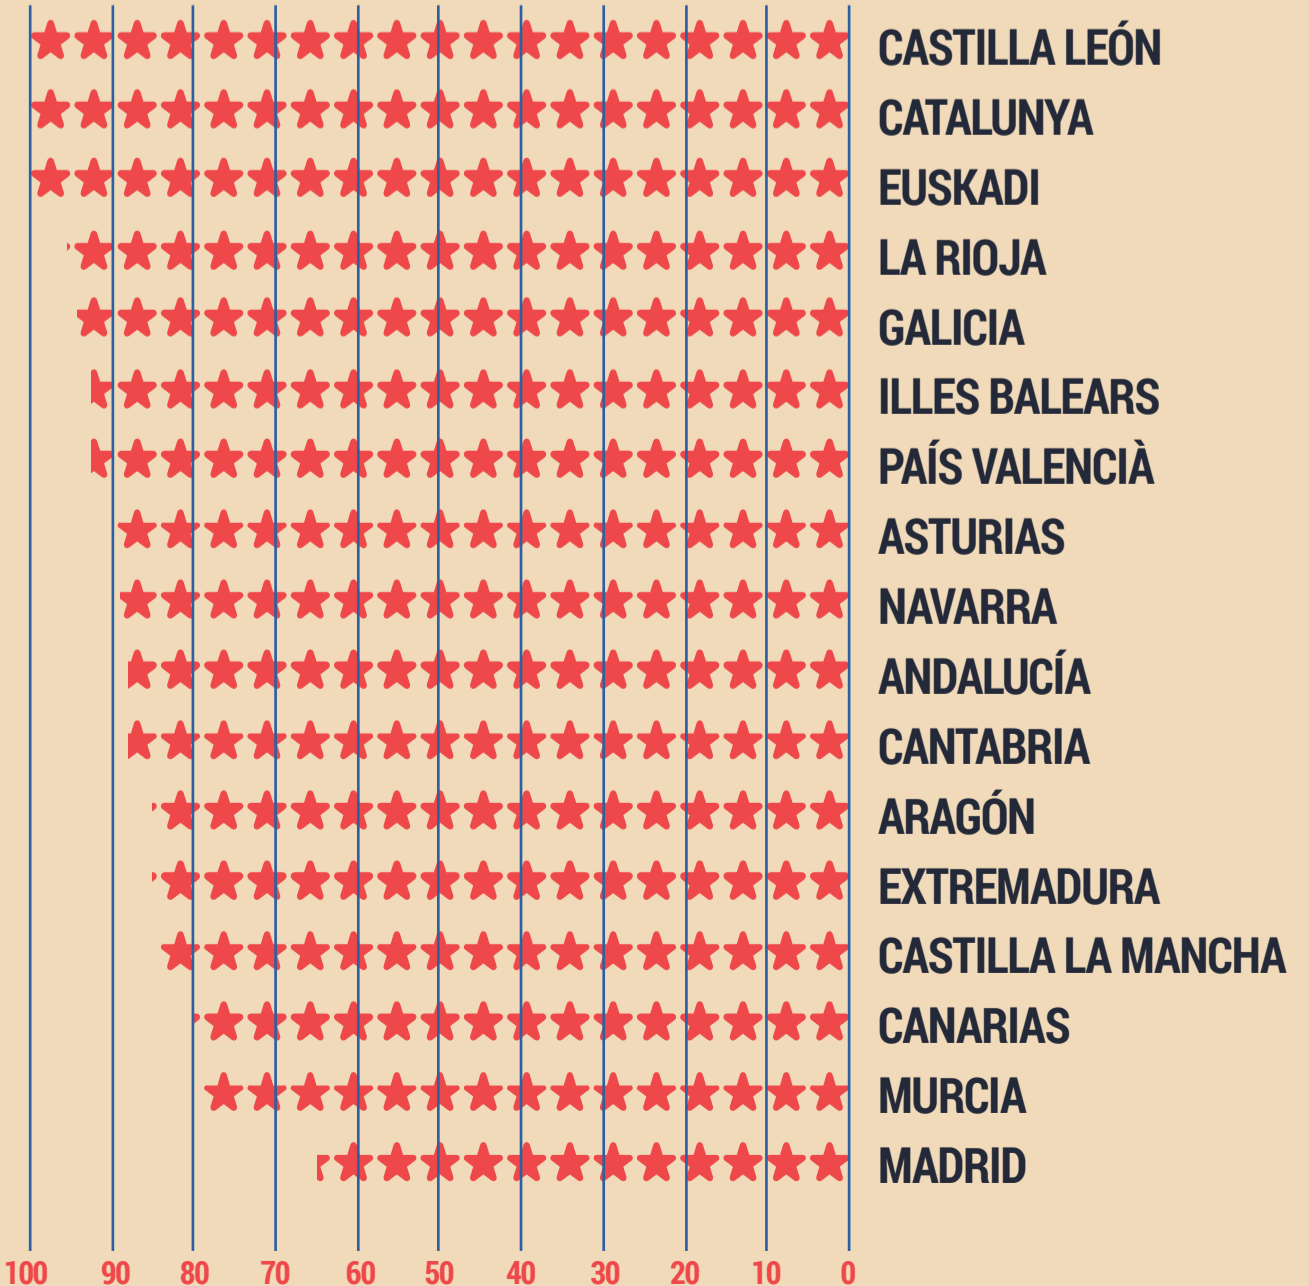 CASTILLA LEÓN
CATALUNYA
EUSKADI
LA RIOJA
GALICIA
ILLES BALEARS
PAÍS VALENCIÀ
ASTURIAS
NAVARRA
ANDALUCÍA
CANTABRIA
ARAGÓN
EXTREMADURA
CASTILLA LA MANCHA
CANARIAS
MURCIA
MADRID
100 90 80 70 60 50 40 30 20 10 0